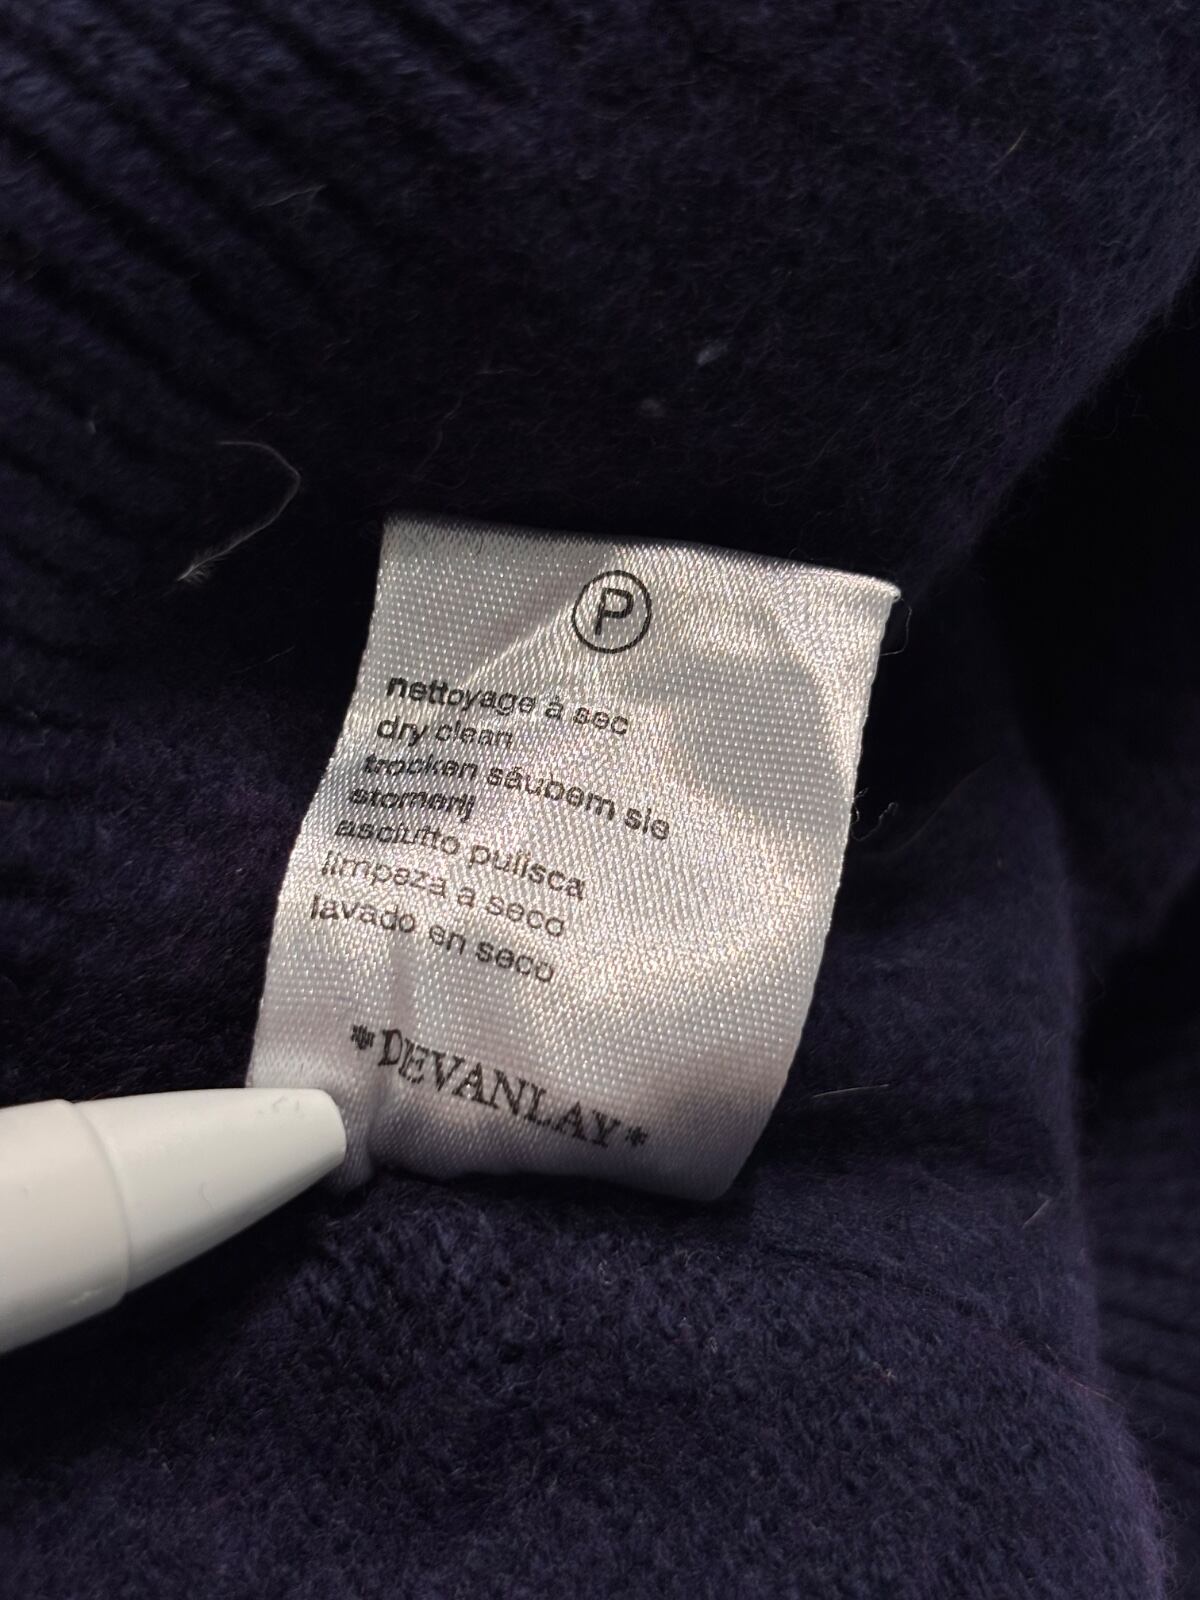 P
nettoyage à sec
dry clean
trocken säubern sie
stomerij
asciutto pulisca
limpeza a seco
lavado en seco
*DEVANLAY*